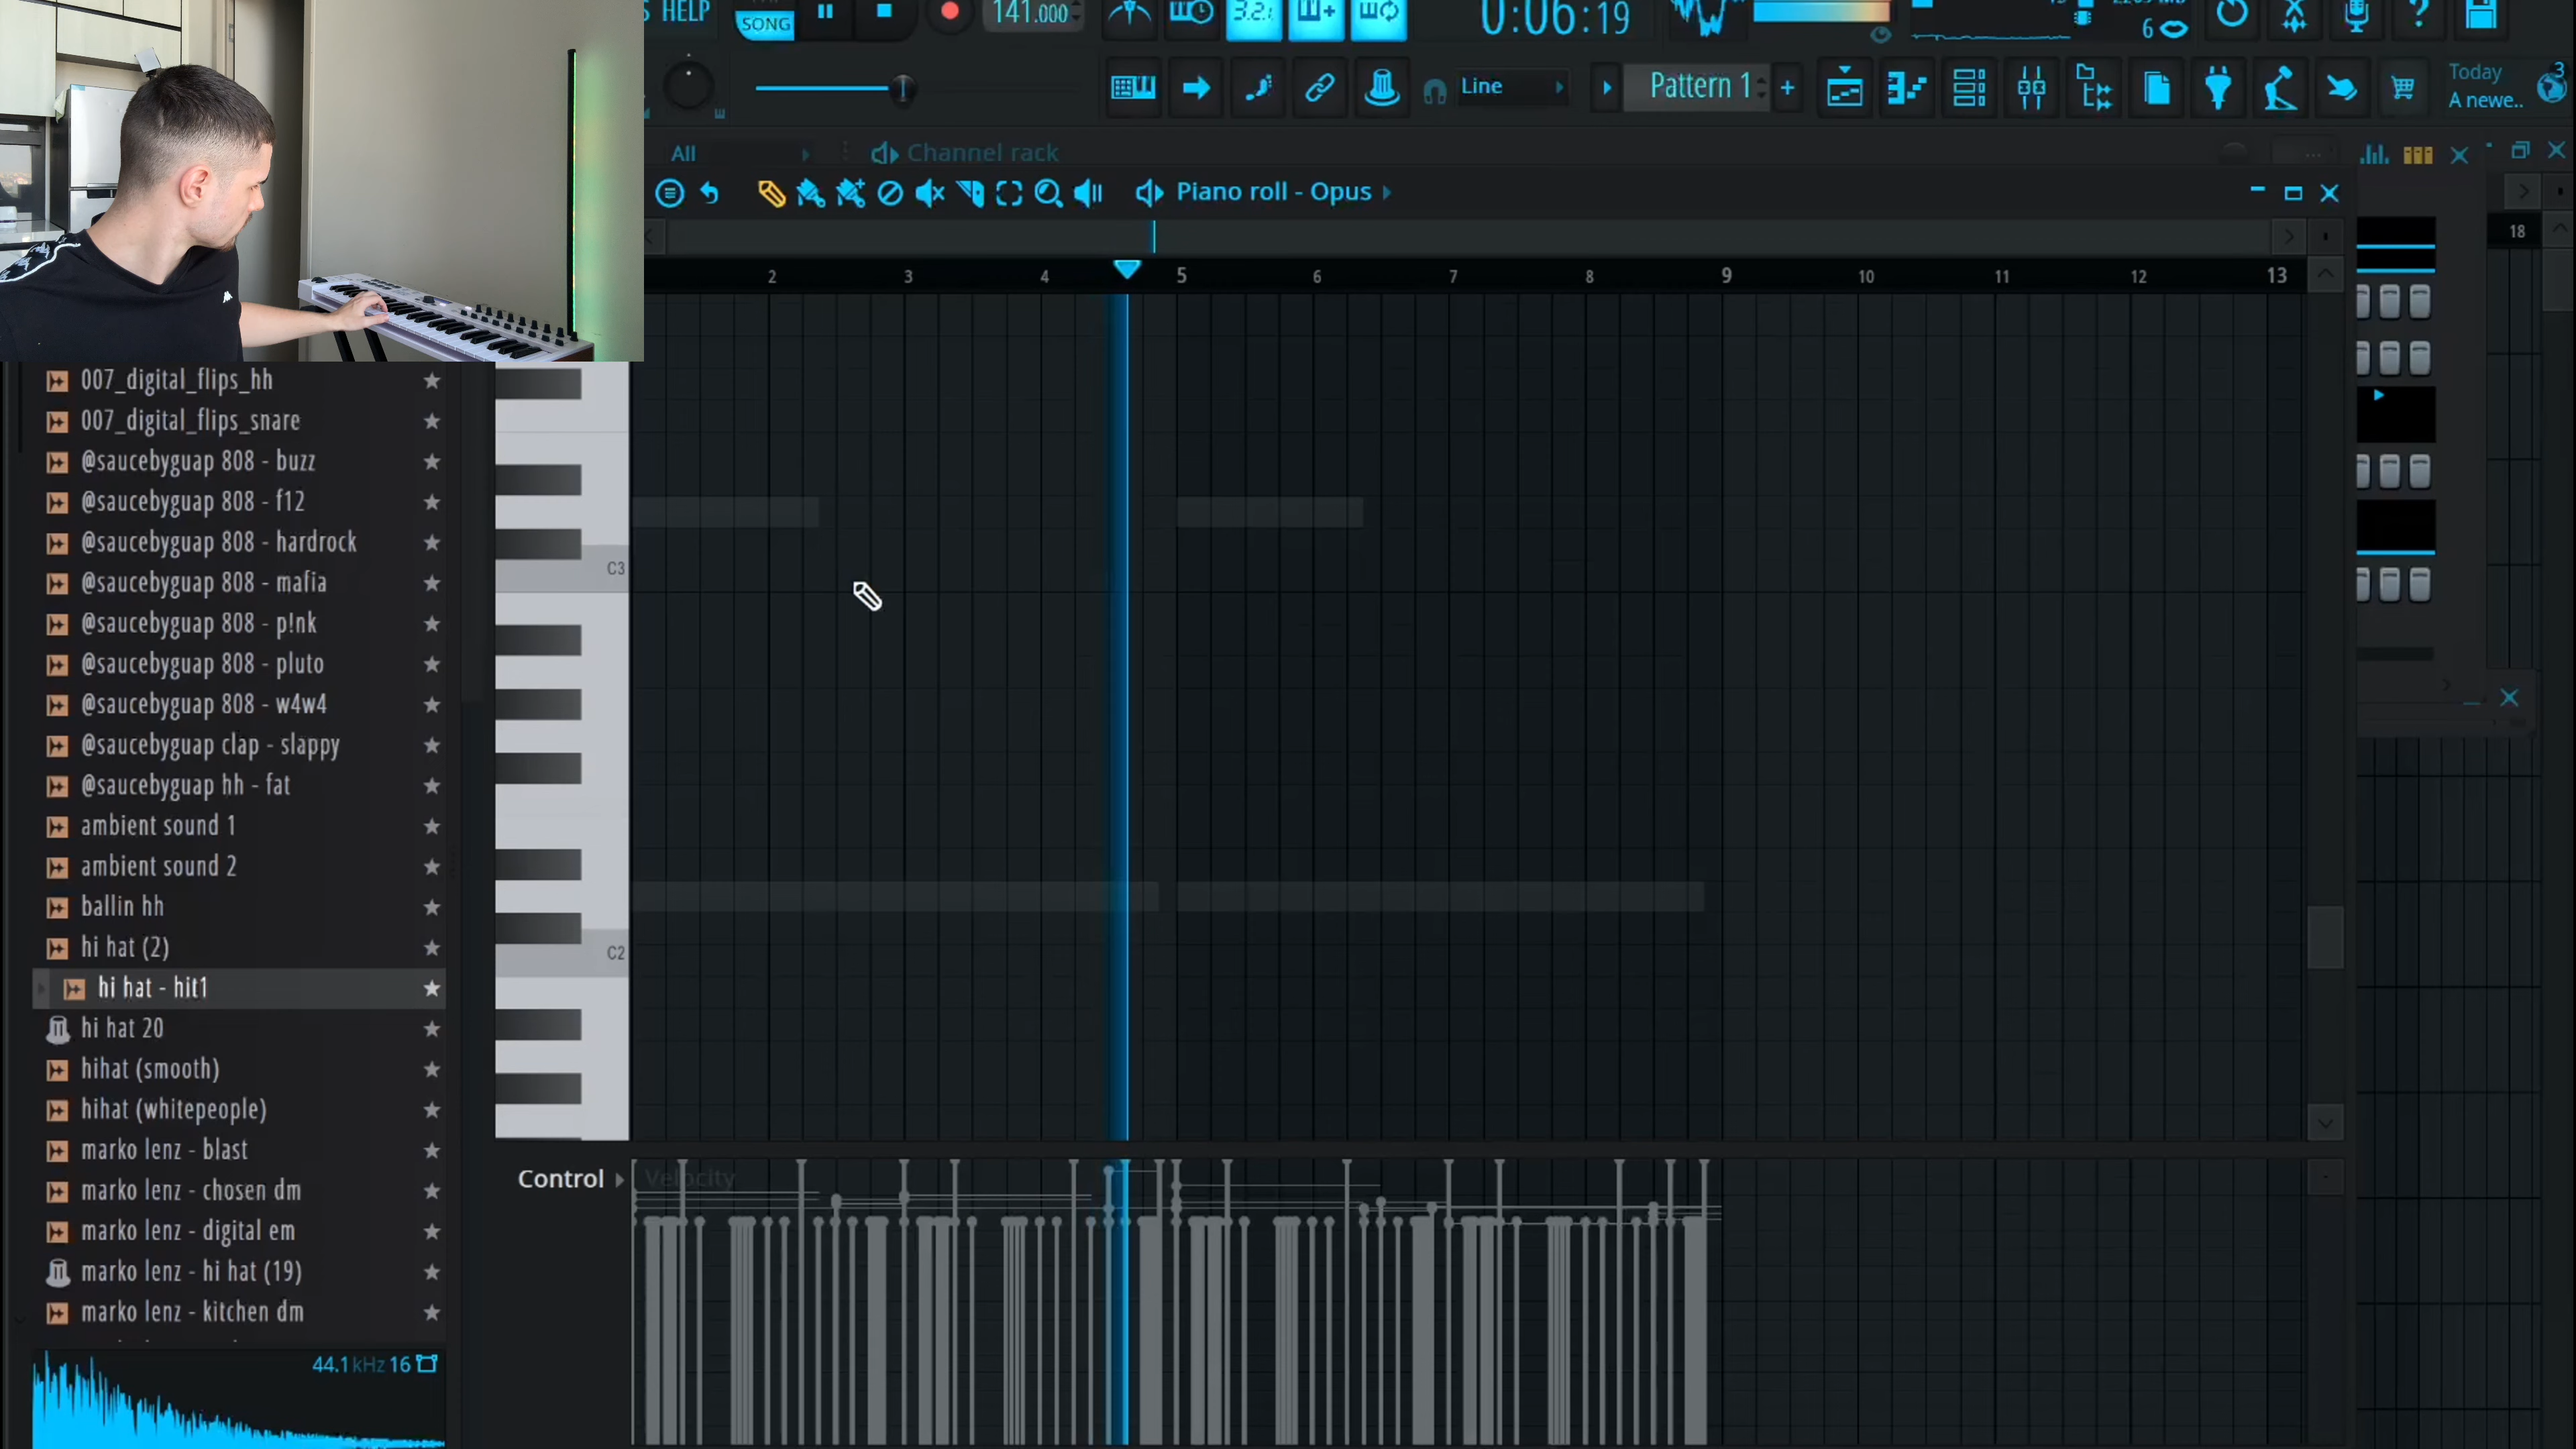 HELP
SONG
141.000
3.2
0:06:19
6
Line
Pattern 1
Today
A newe..
3
All
Channel rack
Piano roll - Opus
18
2
3
4
5
6
7
8
9
10
11
12
13
007_digital_flips_hh
007_digital_flips_snare
@saucebyguap 808 - buzz
@saucebyguap 808 - f12
@saucebyguap 808 - hardrock
C3
@saucebyguap 808 - mafia
@saucebyguap 808 - p!nk
@saucebyguap 808 - pluto
@saucebyguap 808 - w4w4
@saucebyguap clap - slappy
@saucebyguap hh - fat
ambient sound 1
ambient sound 2
ballin hh
hi hat (2)
C2
hi hat - hit1
hi hat 20
hihat (smooth)
hihat (whitepeople)
marko lenz - blast
Control
Velocity
marko lenz - chosen dm
marko lenz - digital em
marko lenz - hi hat (19)
marko lenz - kitchen dm
44.1kHz 16